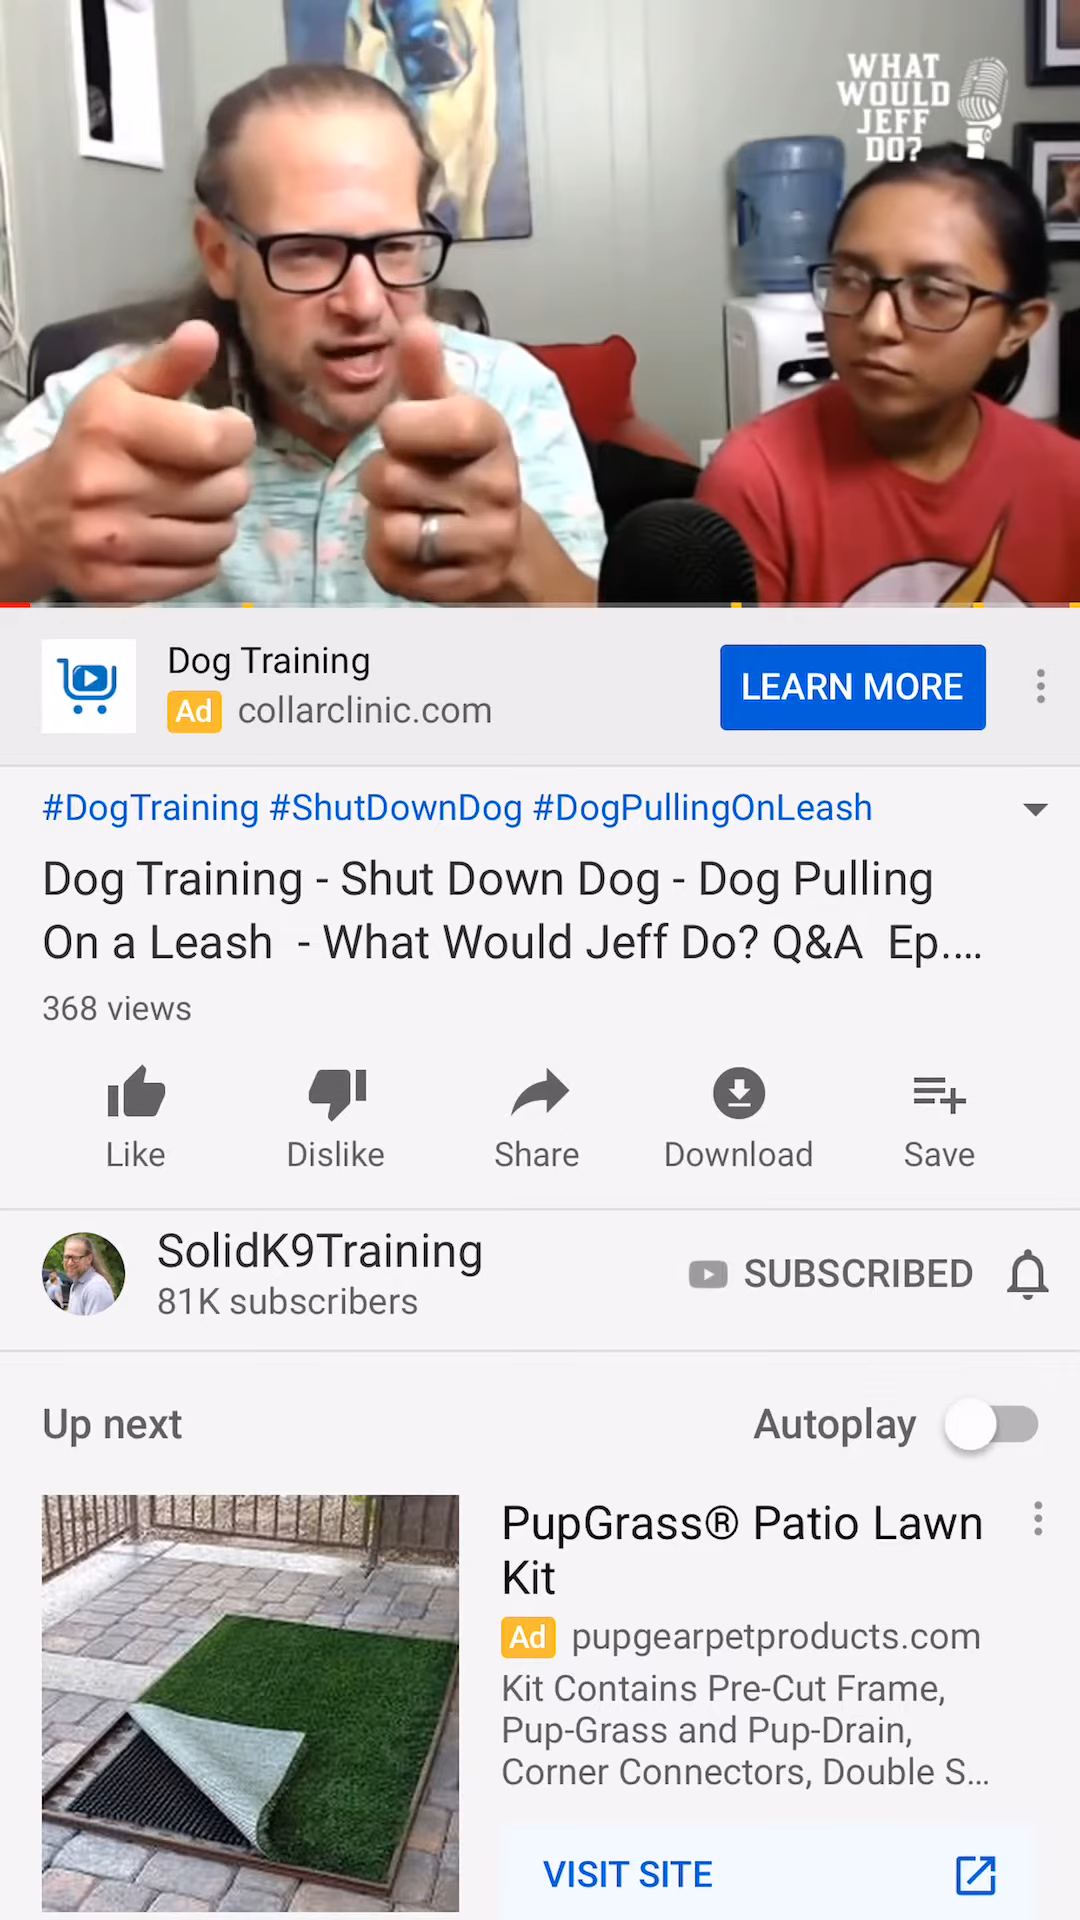 WHAT
WOULD
JEFF
DO?
Dog Training
Ad collarclinic.com
LEARN MORE
#DogTraining #ShutDownDog #DogPullingOnLeash
Dog Training - Shut Down Dog - Dog Pulling
On a Leash - What Would Jeff Do? Q&A Ep....
368 views
Like Dislike Share Download Save
SolidK9Training
81K subscribers
SUBSCRIBED
Up next
Autoplay
PupGrass® Patio Lawn
Kit
Ad pupgearpetproducts.com
Kit Contains Pre-Cut Frame,
Pup-Grass and Pup-Drain,
Corner Connectors, Double S...
VISIT SITE